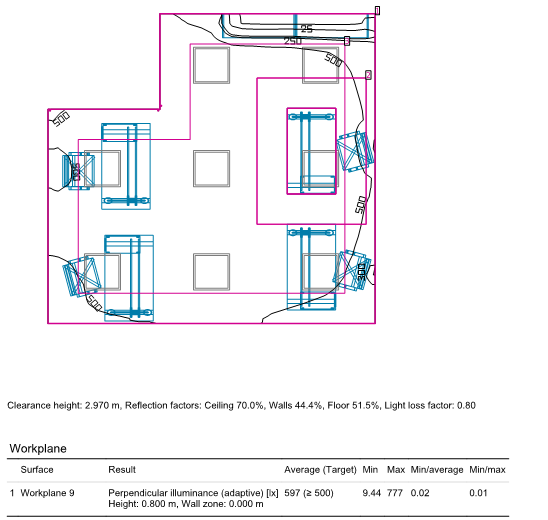 1
25
250
1
500
2
500
500
500
300
500
Clearance height: 2.970 m, Reflection factors: Ceiling 70.0%, Walls 44.4%, Floor 51.5%, Light loss factor: 0.80
Workplane
Surface Result Average (Target) Min Max Min/average Min/max
1 Workplane 9 Perpendicular illuminance (adaptive) [lx] 597 (≥ 500) 9.44 777 0.02 0.01
Height: 0.800 m, Wall zone: 0.000 m